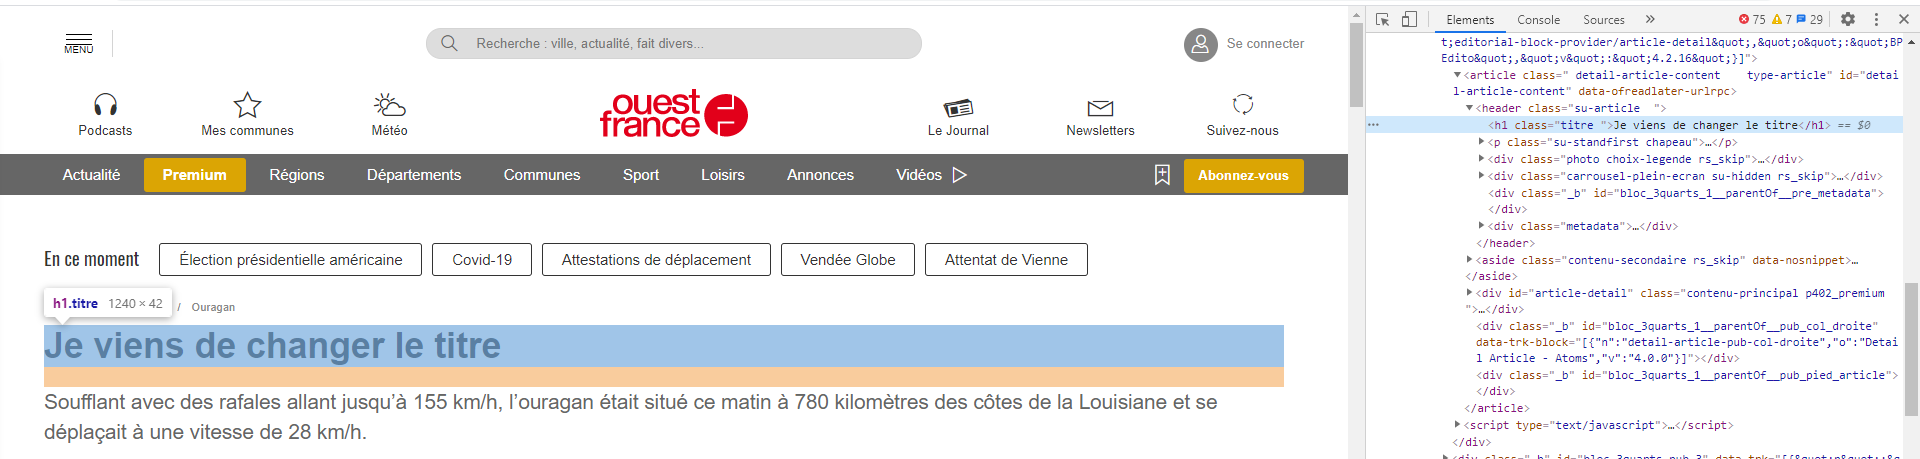 MENU
Recherche : ville, actualité, fait divers...
Se connecter
Podcasts
Mes communes
Météo
ouest
france
Le Journal
Newsletters
Suivez-nous
Actualité Premium Régions Départements Communes Sport Loisirs Annonces Vidéos Abonnez-vous
En ce moment Élection présidentielle américaine Covid-19 Attestations de déplacement Vendée Globe Attentat de Vienne
h1.titre 1240 × 42 / Ouragan
Je viens de changer le titre
Soufflant avec des rafales allant jusqu’à 155 km/h, l’ouragan était situé ce matin à 780 kilomètres des côtes de la Louisiane et se
déplaçait à une vitesse de 28 km/h.
Elements Console Sources » 75 7 29
t;editorial-block-provider/article-detail&quot;,&quot;o&quot;:&quot;BP
Edito&quot;,&quot;v&quot;:&quot;4.2.16&quot;}]">
<article class=" detail-article-content    type-article" id="detai
l-article-content" data-ofreadlater-urlrpc>
<header class="su-article  ">
… <h1 class="titre ">Je viens de changer le titre</h1> == $0
<p class="su-standfirst chapeau">…</p>
<div class="photo choix-legende rs_skip">…</div>
<div class="carrousel-plein-ecran su-hidden rs_skip">…</div>
<div class="_b" id="bloc_3quarts_1__parentOf__pre_metadata">
</div>
<div class="metadata">…</div>
</header>
<aside class="contenu-secondaire rs_skip" data-nosnippet>…
</aside>
<div id="article-detail" class="contenu-principal p402_premium
">…</div>
<div class="_b" id="bloc_3quarts_1__parentOf__pub_col_droite"
data-trk-block="[{"n":"detail-article-pub-col-droite","o":"Detai
l Article - Atoms","v":"4.0.0"}]"></div>
<div class="_b" id="bloc_3quarts_1__parentOf__pub_pied_article">
</div>
</article>
<script type="text/javascript">…</script>
</div>